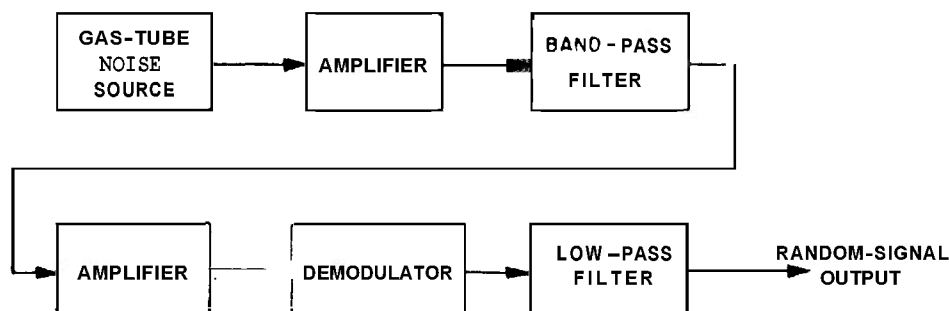 GAS-TUBE
NOISE
SOURCE
AMPLIFIER
BAND-PASS
FILTER
AMPLIFIER
DEMODULATOR
LOW-PASS
FILTER
RANDOM-SIGNAL
OUTPUT